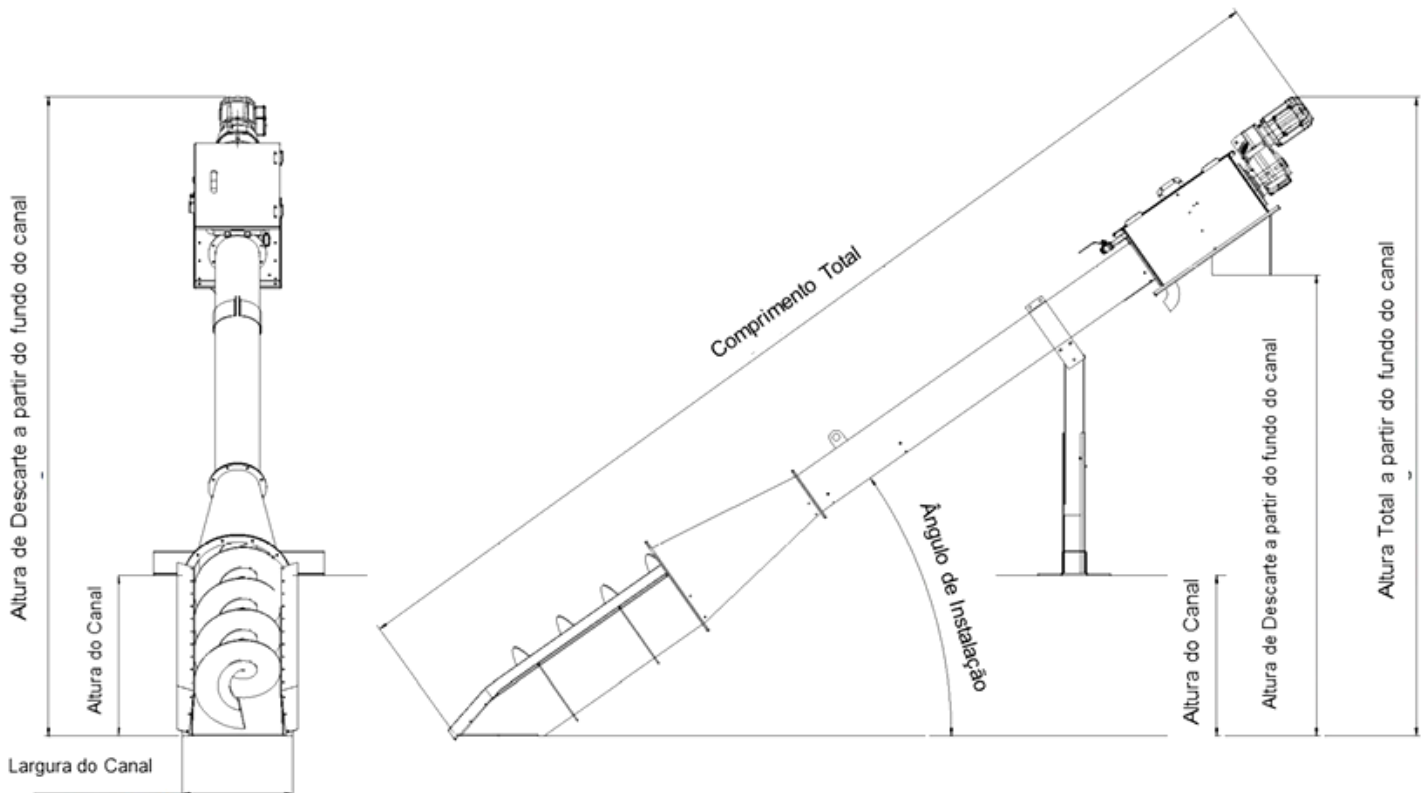 Altura de Descarte a partir do fundo do canal
Altura do Canal
Largura do Canal
Comprimento Total
Ângulo de Instalação
Altura do Canal
Altura de Descarte a partir do fundo do canal
Altura Total a partir do fundo do canal